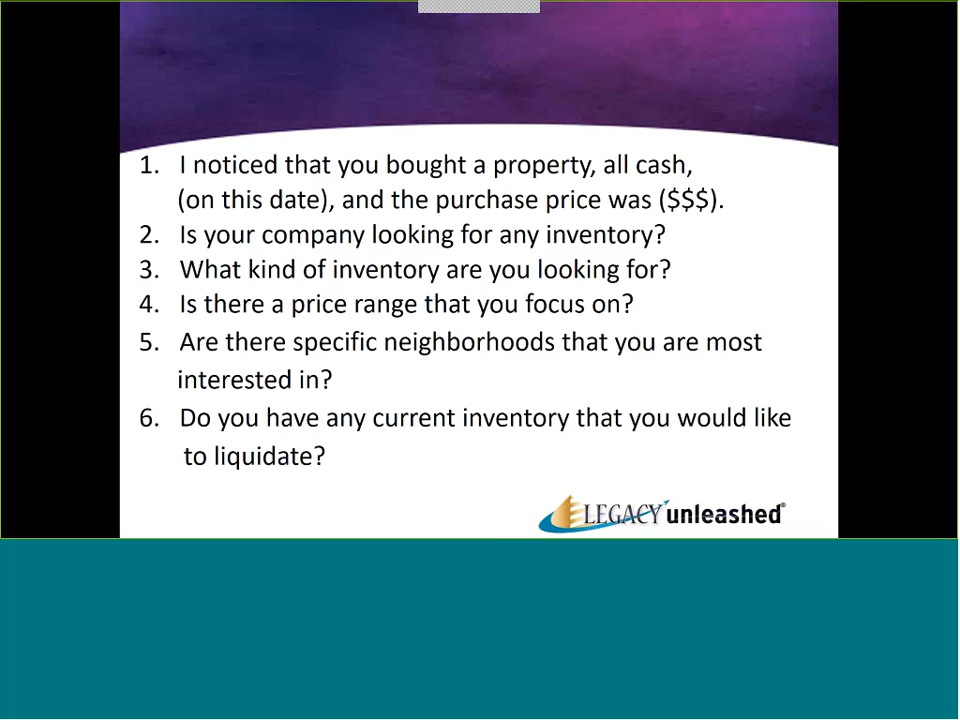 1. I noticed that you bought a property, all cash,
(on this date), and the purchase price was ($$$).
2. Is your company looking for any inventory?
3. What kind of inventory are you looking for?
4. Is there a price range that you focus on?
5. Are there specific neighborhoods that you are most
interested in?
6. Do you have any current inventory that you would like
to liquidate?
LEGACY unleashed®